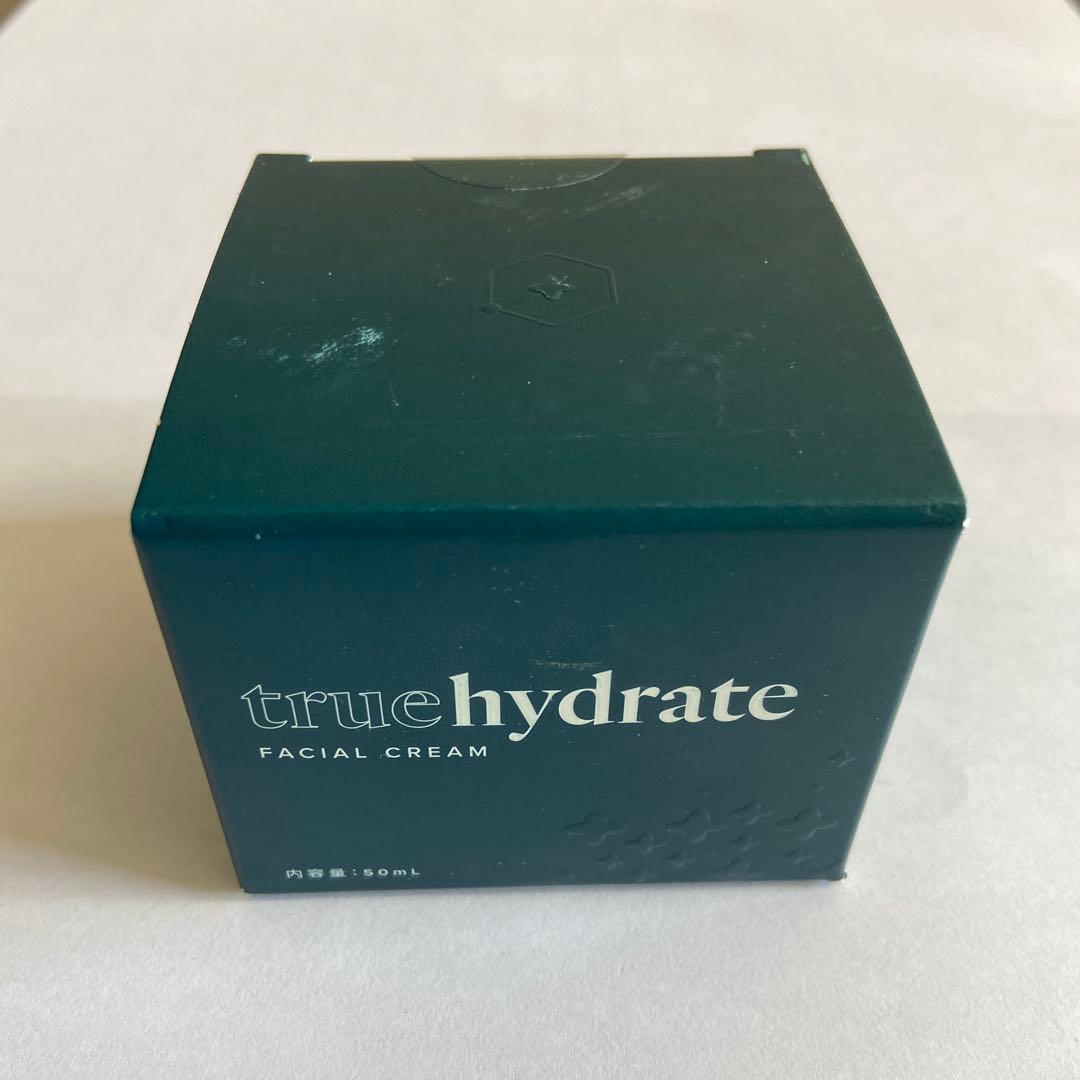 truehydrate
FACIAL CREAM
内容量：50mL